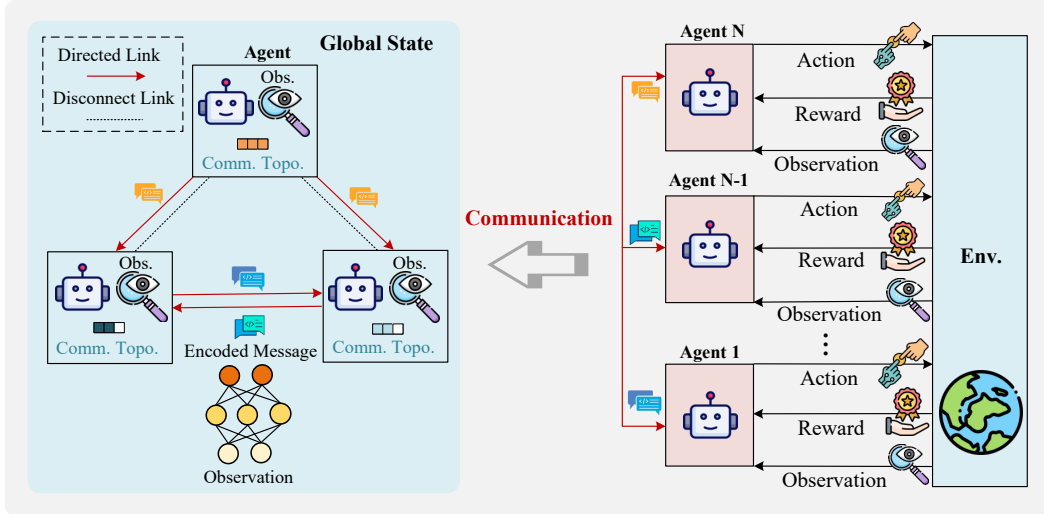 Global State
Directed Link
Disconnect Link
Agent
Obs.
Comm. Topo.
Obs.
Comm. Topo.
Obs.
Comm. Topo.
Encoded Message
Observation
Communication
Agent N
Action
Reward
Observation
Agent N-1
Action
Reward
Observation
Agent 1
Action
Reward
Observation
Env.